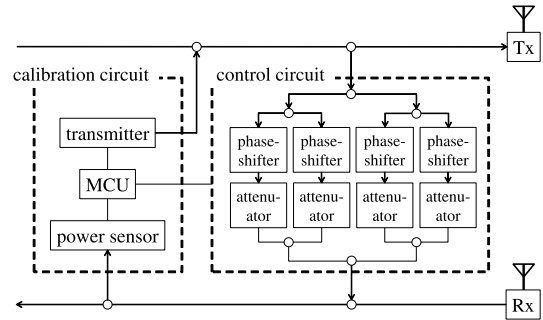 Tx
calibration circuit
control circuit
transmitter
MCU
power sensor
phase-
shifter
phase-
shifter
phase-
shifter
phase-
shifter
attenu-
ator
attenu-
ator
attenu-
ator
attenu-
ator
Rx